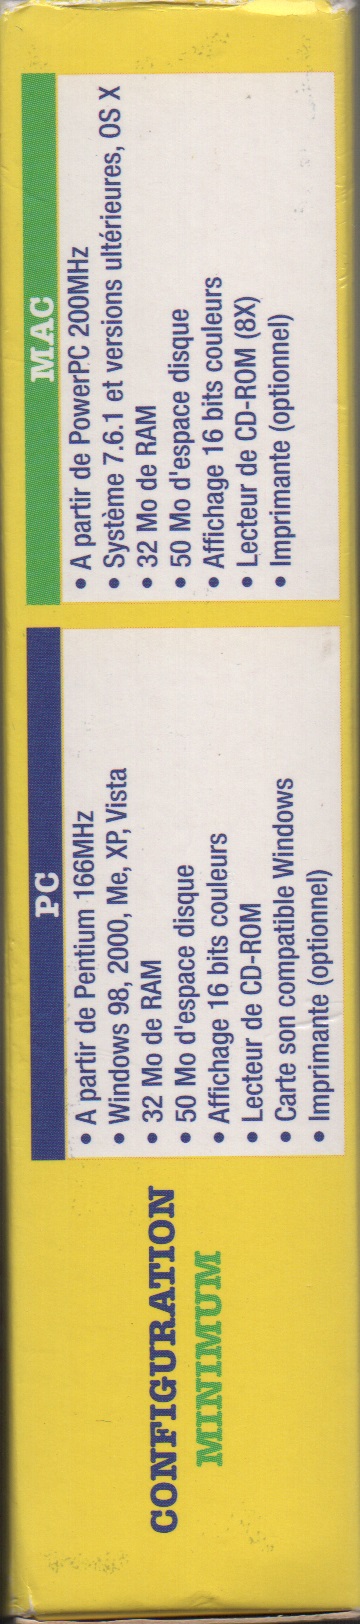 CONFIGURATION
MINIMUM
PC
• A partir de Pentium 166MHz
• Windows 98, 2000, Me, XP, Vista
• 32 Mo de RAM
• 50 Mo d'espace disque
• Affichage 16 bits couleurs
• Lecteur de CD-ROM
• Carte son compatible Windows
• Imprimante (optionnel)
MAC
• A partir de PowerPC 200MHz
• Système 7.6.1 et versions ultérieures, OS X
• 32 Mo de RAM
• 50 Mo d'espace disque
• Affichage 16 bits couleurs
• Lecteur de CD-ROM (8X)
• Imprimante (optionnel)